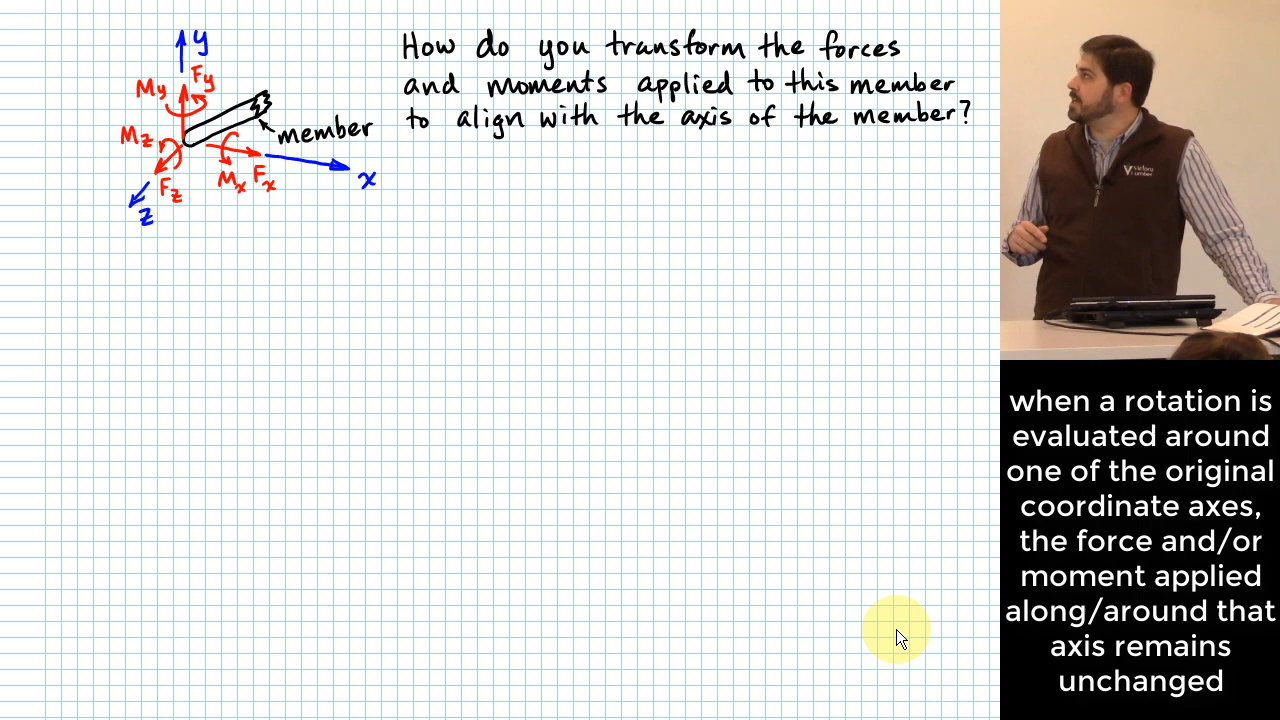 y
How do you transform the forces
My Fy
and moments applied to this member
Mz
member
to align with the axis of the member?
Fz
Mx Fx
x
z
Victory
umber
when a rotation is
evaluated around
one of the original
coordinate axes,
the force and/or
moment applied
along/around that
axis remains
unchanged